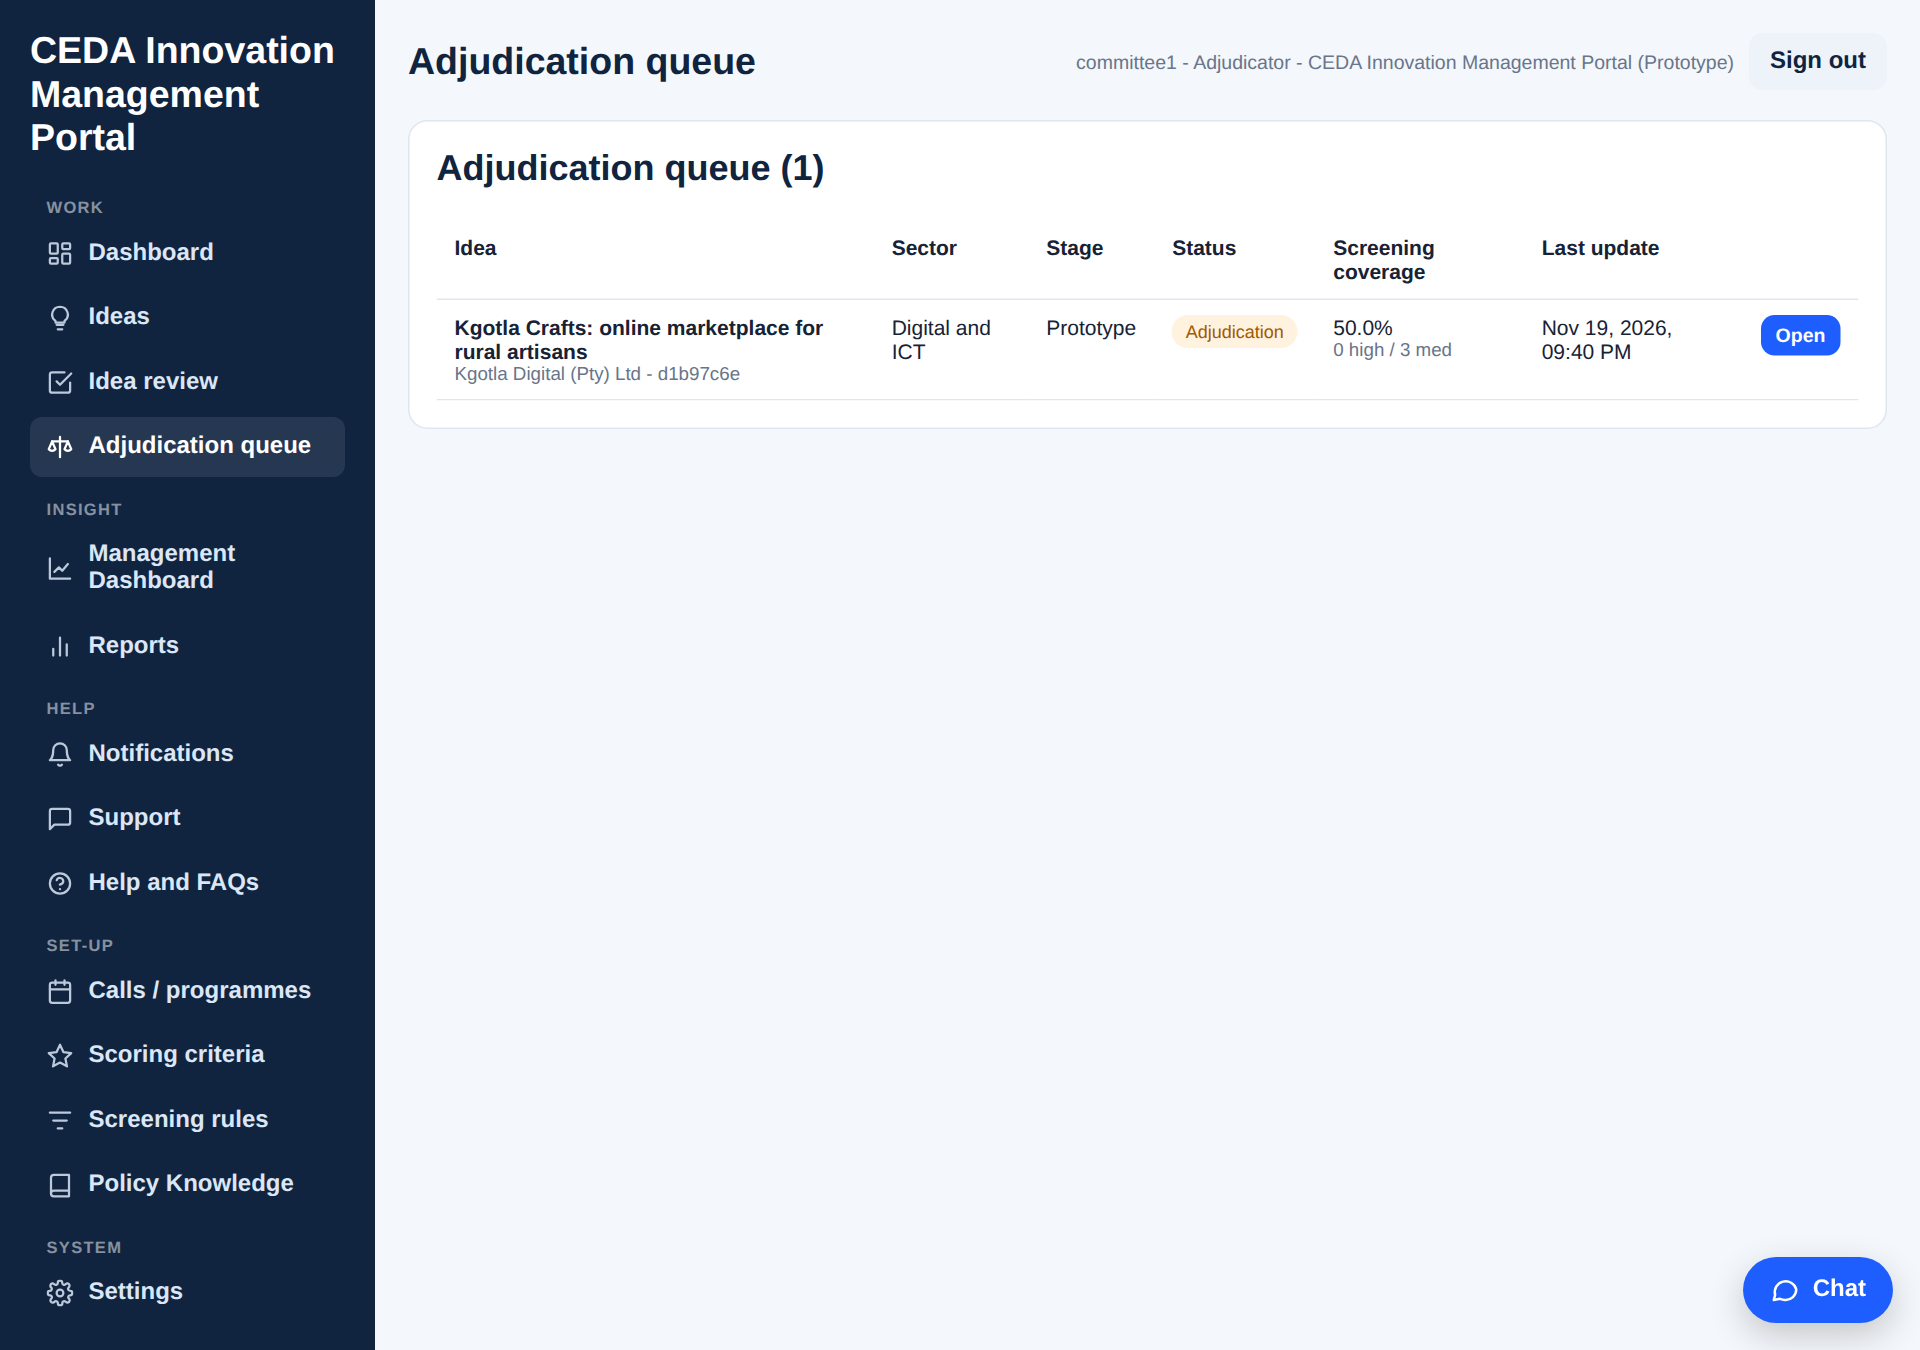 CEDA Innovation
Management
Portal
WORK
Dashboard
Ideas
Idea review
Adjudication queue
INSIGHT
Management
Dashboard
Reports
HELP
Notifications
Support
Help and FAQs
SET-UP
Calls / programmes
Scoring criteria
Screening rules
Policy Knowledge
SYSTEM
Settings
Adjudication queue
committee1 - Adjudicator - CEDA Innovation Management Portal (Prototype)
Sign out
Adjudication queue (1)
Idea
Sector
Stage
Status
Screening
coverage
Last update
Kgotla Crafts: online marketplace for
rural artisans
Kgotla Digital (Pty) Ltd - d1b97c6e
Digital and
ICT
Prototype
Adjudication
50.0%
0 high / 3 med
Nov 19, 2026,
09:40 PM
Open
Chat